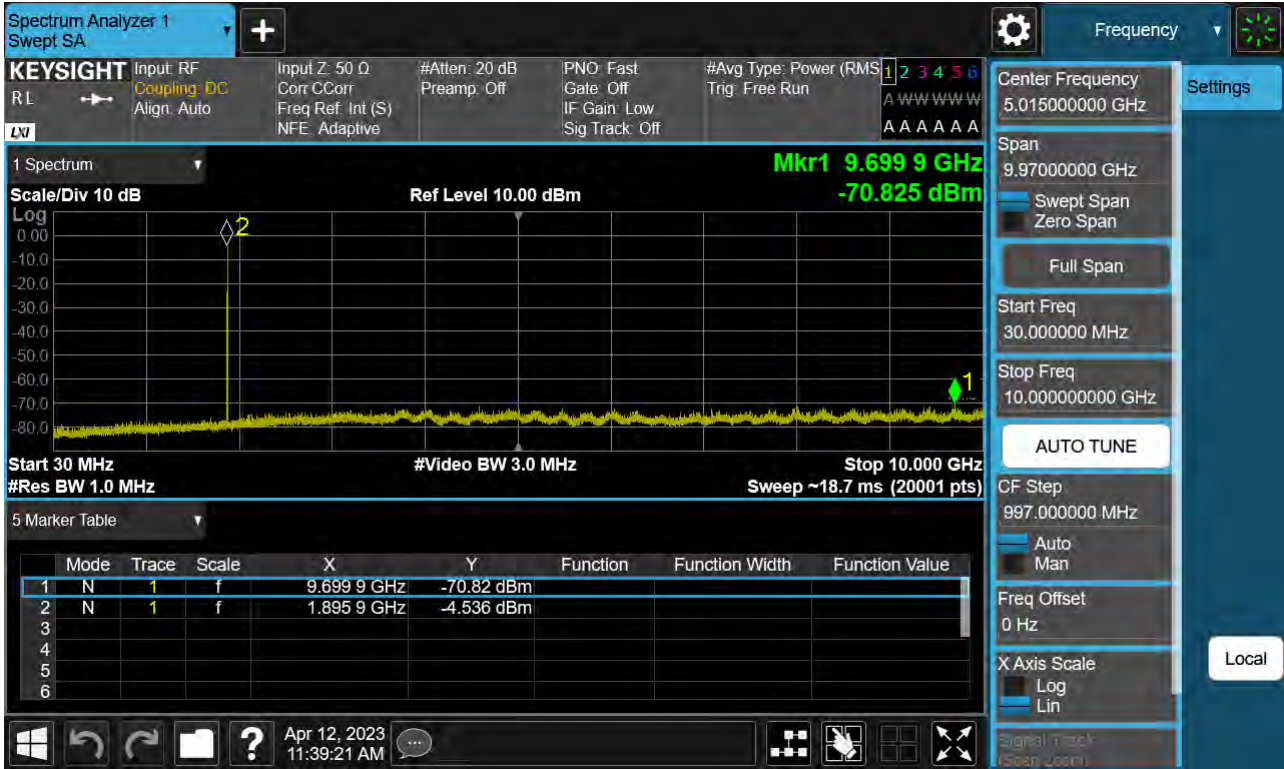 Spectrum Analyzer 1
Swept SA
Frequency
KEYSIGHT
R L
LXI
Input: RF
Coupling: DC
Align: Auto
Input Z: 50 Ω
Corr CCorr
Freq Ref: Int (S)
NFE: Adaptive
#Atten: 20 dB
Preamp: Off
PNO: Fast
Gate: Off
IF Gain: Low
Sig Track: Off
#Avg Type: Power (RMS
Trig: Free Run
1 2 3 4 5 6
A W W W W W
A A A A A A
1 Spectrum
Mkr1 9.699 9 GHz
-70.825 dBm
Scale/Div 10 dB
Ref Level 10.00 dBm
Log
0.00
-10.0
-20.0
-30.0
-40.0
-50.0
-60.0
-70.0
-80.0
2
1
Start 30 MHz
#Video BW 3.0 MHz
Stop 10.000 GHz
#Res BW 1.0 MHz
Sweep ~18.7 ms (20001 pts)
5 Marker Table
Mode Trace Scale X Y Function Function Width Function Value
1 N 1 f 9.699 9 GHz -70.82 dBm
2 N 1 f 1.895 9 GHz -4.536 dBm
3
4
5
6
Apr 12, 2023
11:39:21 AM
Center Frequency
5.015000000 GHz
Settings
Span
9.97000000 GHz
Swept Span
Zero Span
Full Span
Start Freq
30.000000 MHz
Stop Freq
10.000000000 GHz
AUTO TUNE
CF Step
997.000000 MHz
Auto
Man
Freq Offset
0 Hz
X Axis Scale
Log
Lin
Local
Signal Track
(Span Zoom)